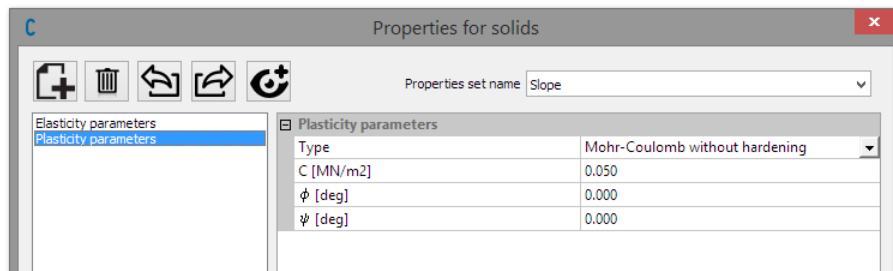 C Properties for solids x
Properties set name Slope
Elasticity parameters
Plasticity parameters
Plasticity parameters
Type Mohr-Coulomb without hardening
C [MN/m2] 0.050
ϕ [deg] 0.000
ψ [deg] 0.000